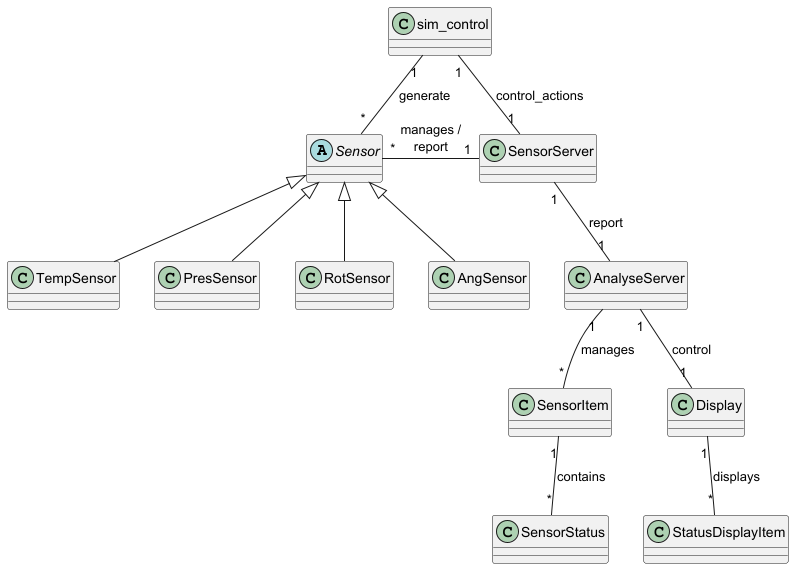 C sim_control
1
1
generate
control_actions
*
1
A Sensor
manages /
report
*
1
C SensorServer
1
report
1
C TempSensor
C PresSensor
C RotSensor
C AngSensor
C AnalyseServer
1
1
manages
control
*
1
C SensorItem
C Display
1
1
contains
displays
*
*
C SensorStatus
C StatusDisplayItem